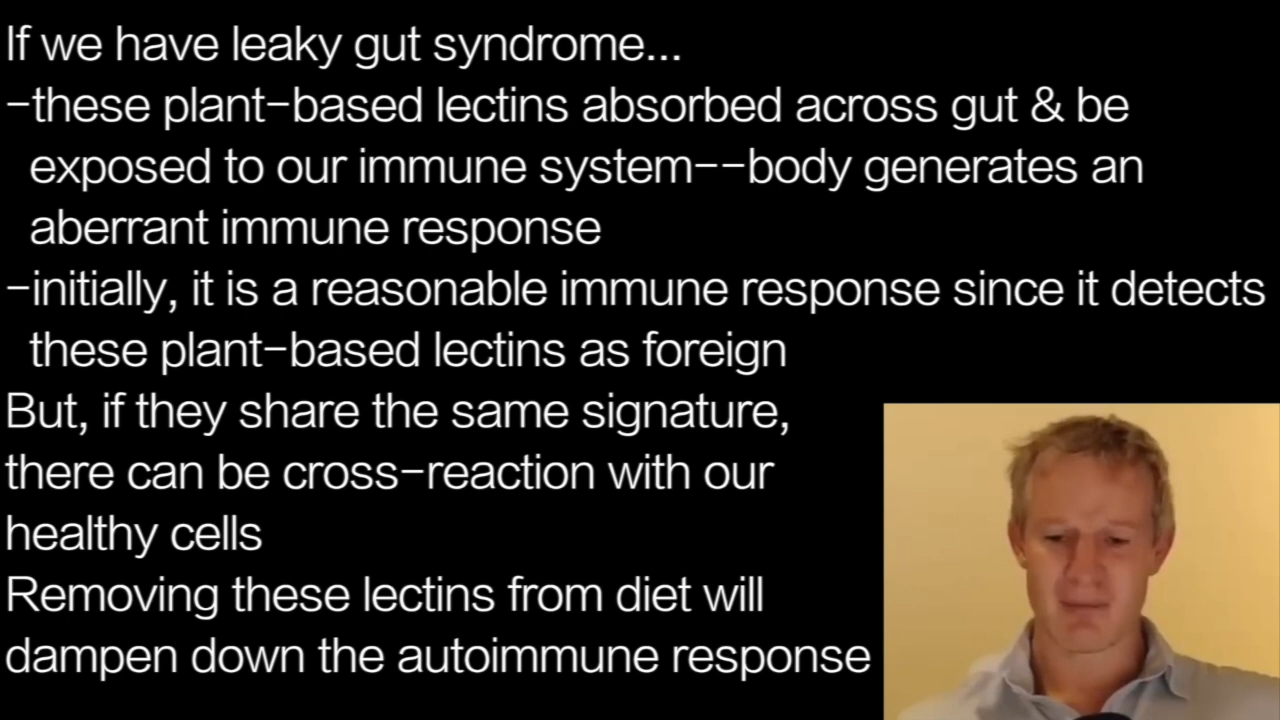 If we have leaky gut syndrome...
-these plant-based lectins absorbed across gut & be
exposed to our immune system--body generates an
aberrant immune response
-initially, it is a reasonable immune response since it detects
these plant-based lectins as foreign
But, if they share the same signature,
there can be cross-reaction with our
healthy cells
Removing these lectins from diet will
dampen down the autoimmune response